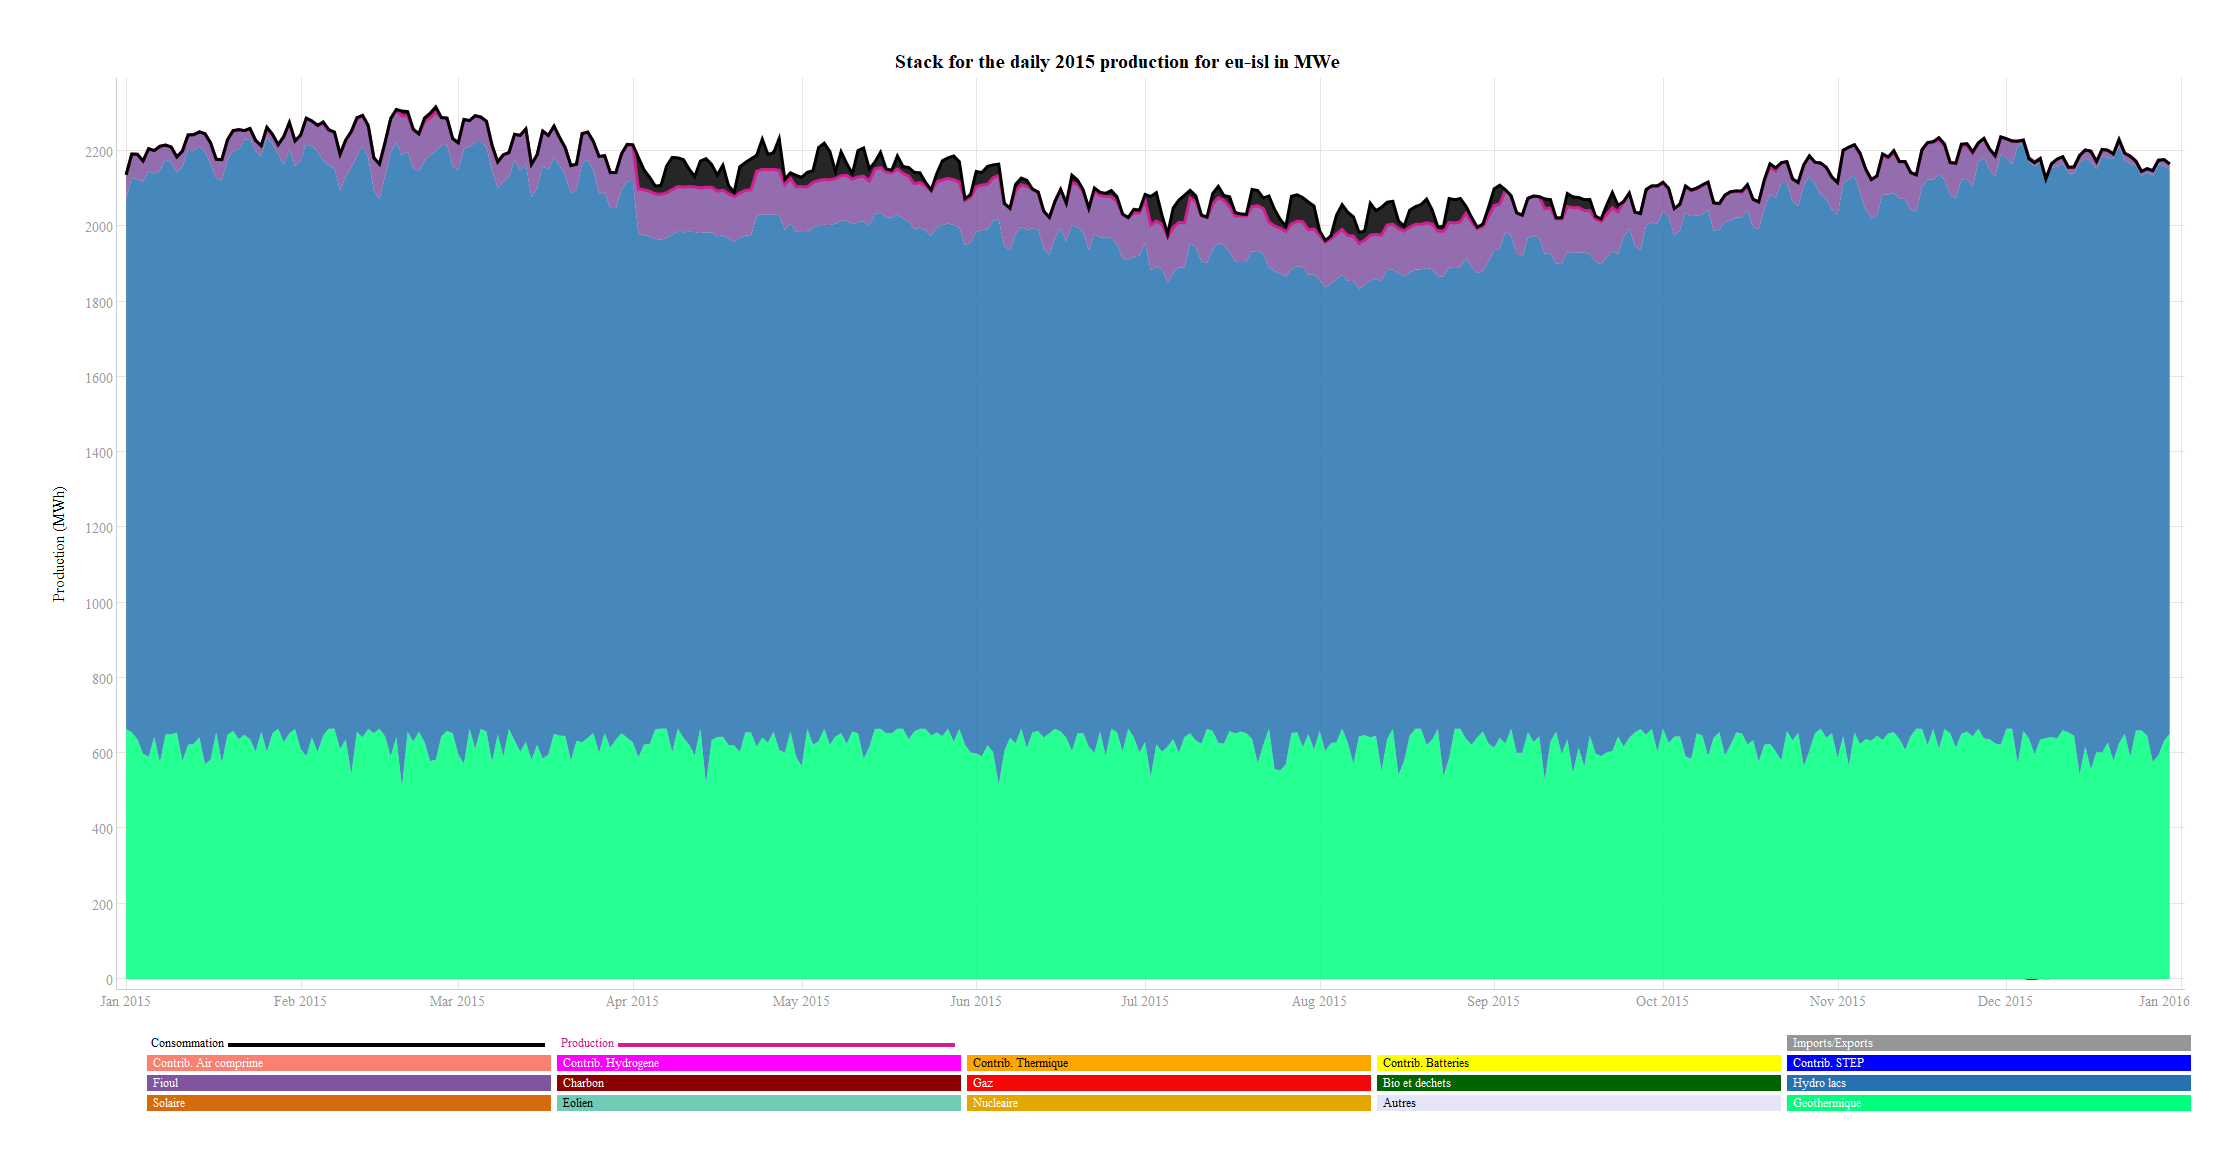 Stack for the daily 2015 production for eu-isl in MWe
Production (MWh)
2200
2000
1800
1600
1400
1200
1000
800
600
400
200
0
Jan 2015 Feb 2015 Mar 2015 Apr 2015 May 2015 Jun 2015 Jul 2015 Aug 2015 Sep 2015 Oct 2015 Nov 2015 Dec 2015 Jan 2016
Consommation Production Imports/Exports
Contrib. Air comprime Contrib. Hydrogene Contrib. Thermique Contrib. Batteries Contrib. STEP
Fioul Charbon Gaz Bio et dechets Hydro lacs
Solaire Eolien Nucleaire Autres Geothermique